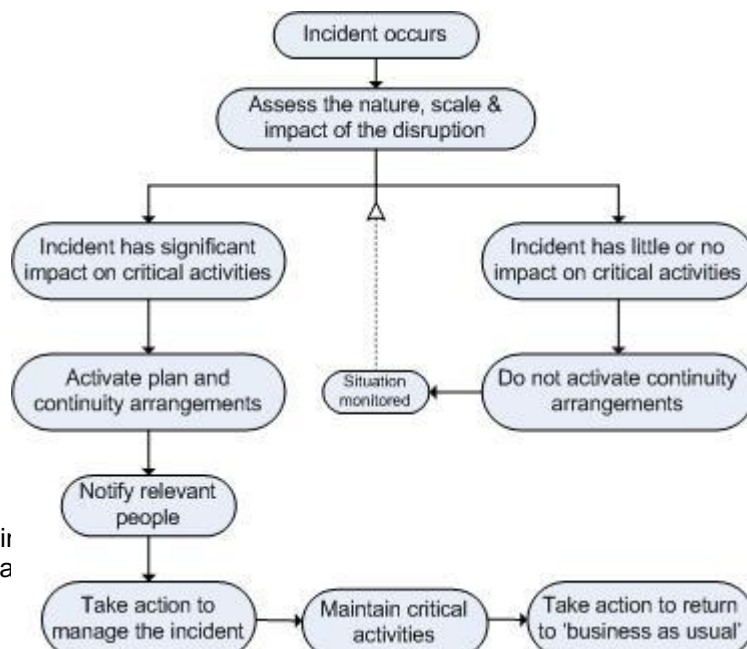 Incident occurs
Assess the nature, scale &
impact of the disruption
Incident has significant
impact on critical activities
Incident has little or no
impact on critical activities
Activate plan and
continuity arrangements
Situation
monitored
Do not activate continuity
arrangements
Notify relevant
people
Take action to
manage the incident
Maintain critical
activities
Take action to return
to 'business as usual'